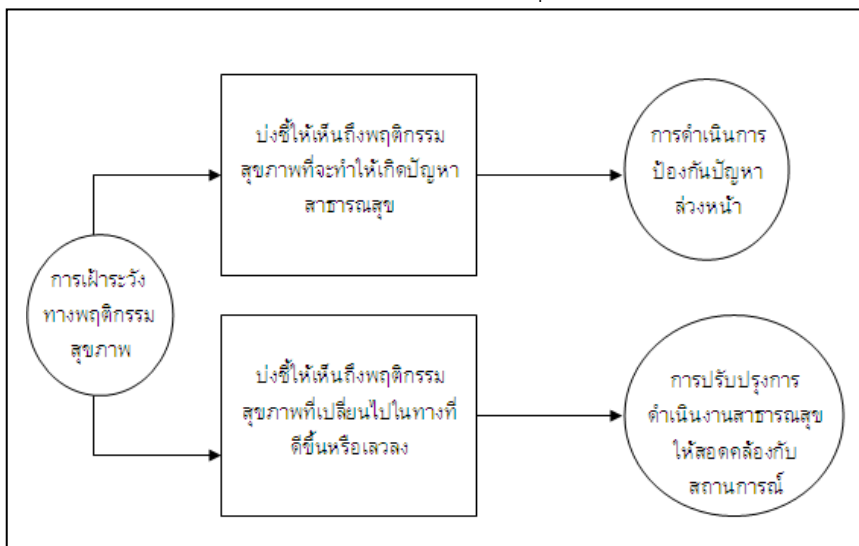 บ่งชี้ให้เห็นถึงพฤติกรรม
สุขภาพที่จะทำให้เกิดปัญหา
สาธารณสุข
การดำเนินการ
ป้องกันปัญหา
ล่วงหน้า
การเฝ้าระวัง
ทางพฤติกรรม
สุขภาพ
บ่งชี้ให้เห็นถึงพฤติกรรม
สุขภาพที่เปลี่ยนไปในทางที่
ดีขึ้นหรือเลวลง
การปรับปรุงการ
ดำเนินงานสาธารณสุข
ให้สอดคล้องกับ
สถานการณ์